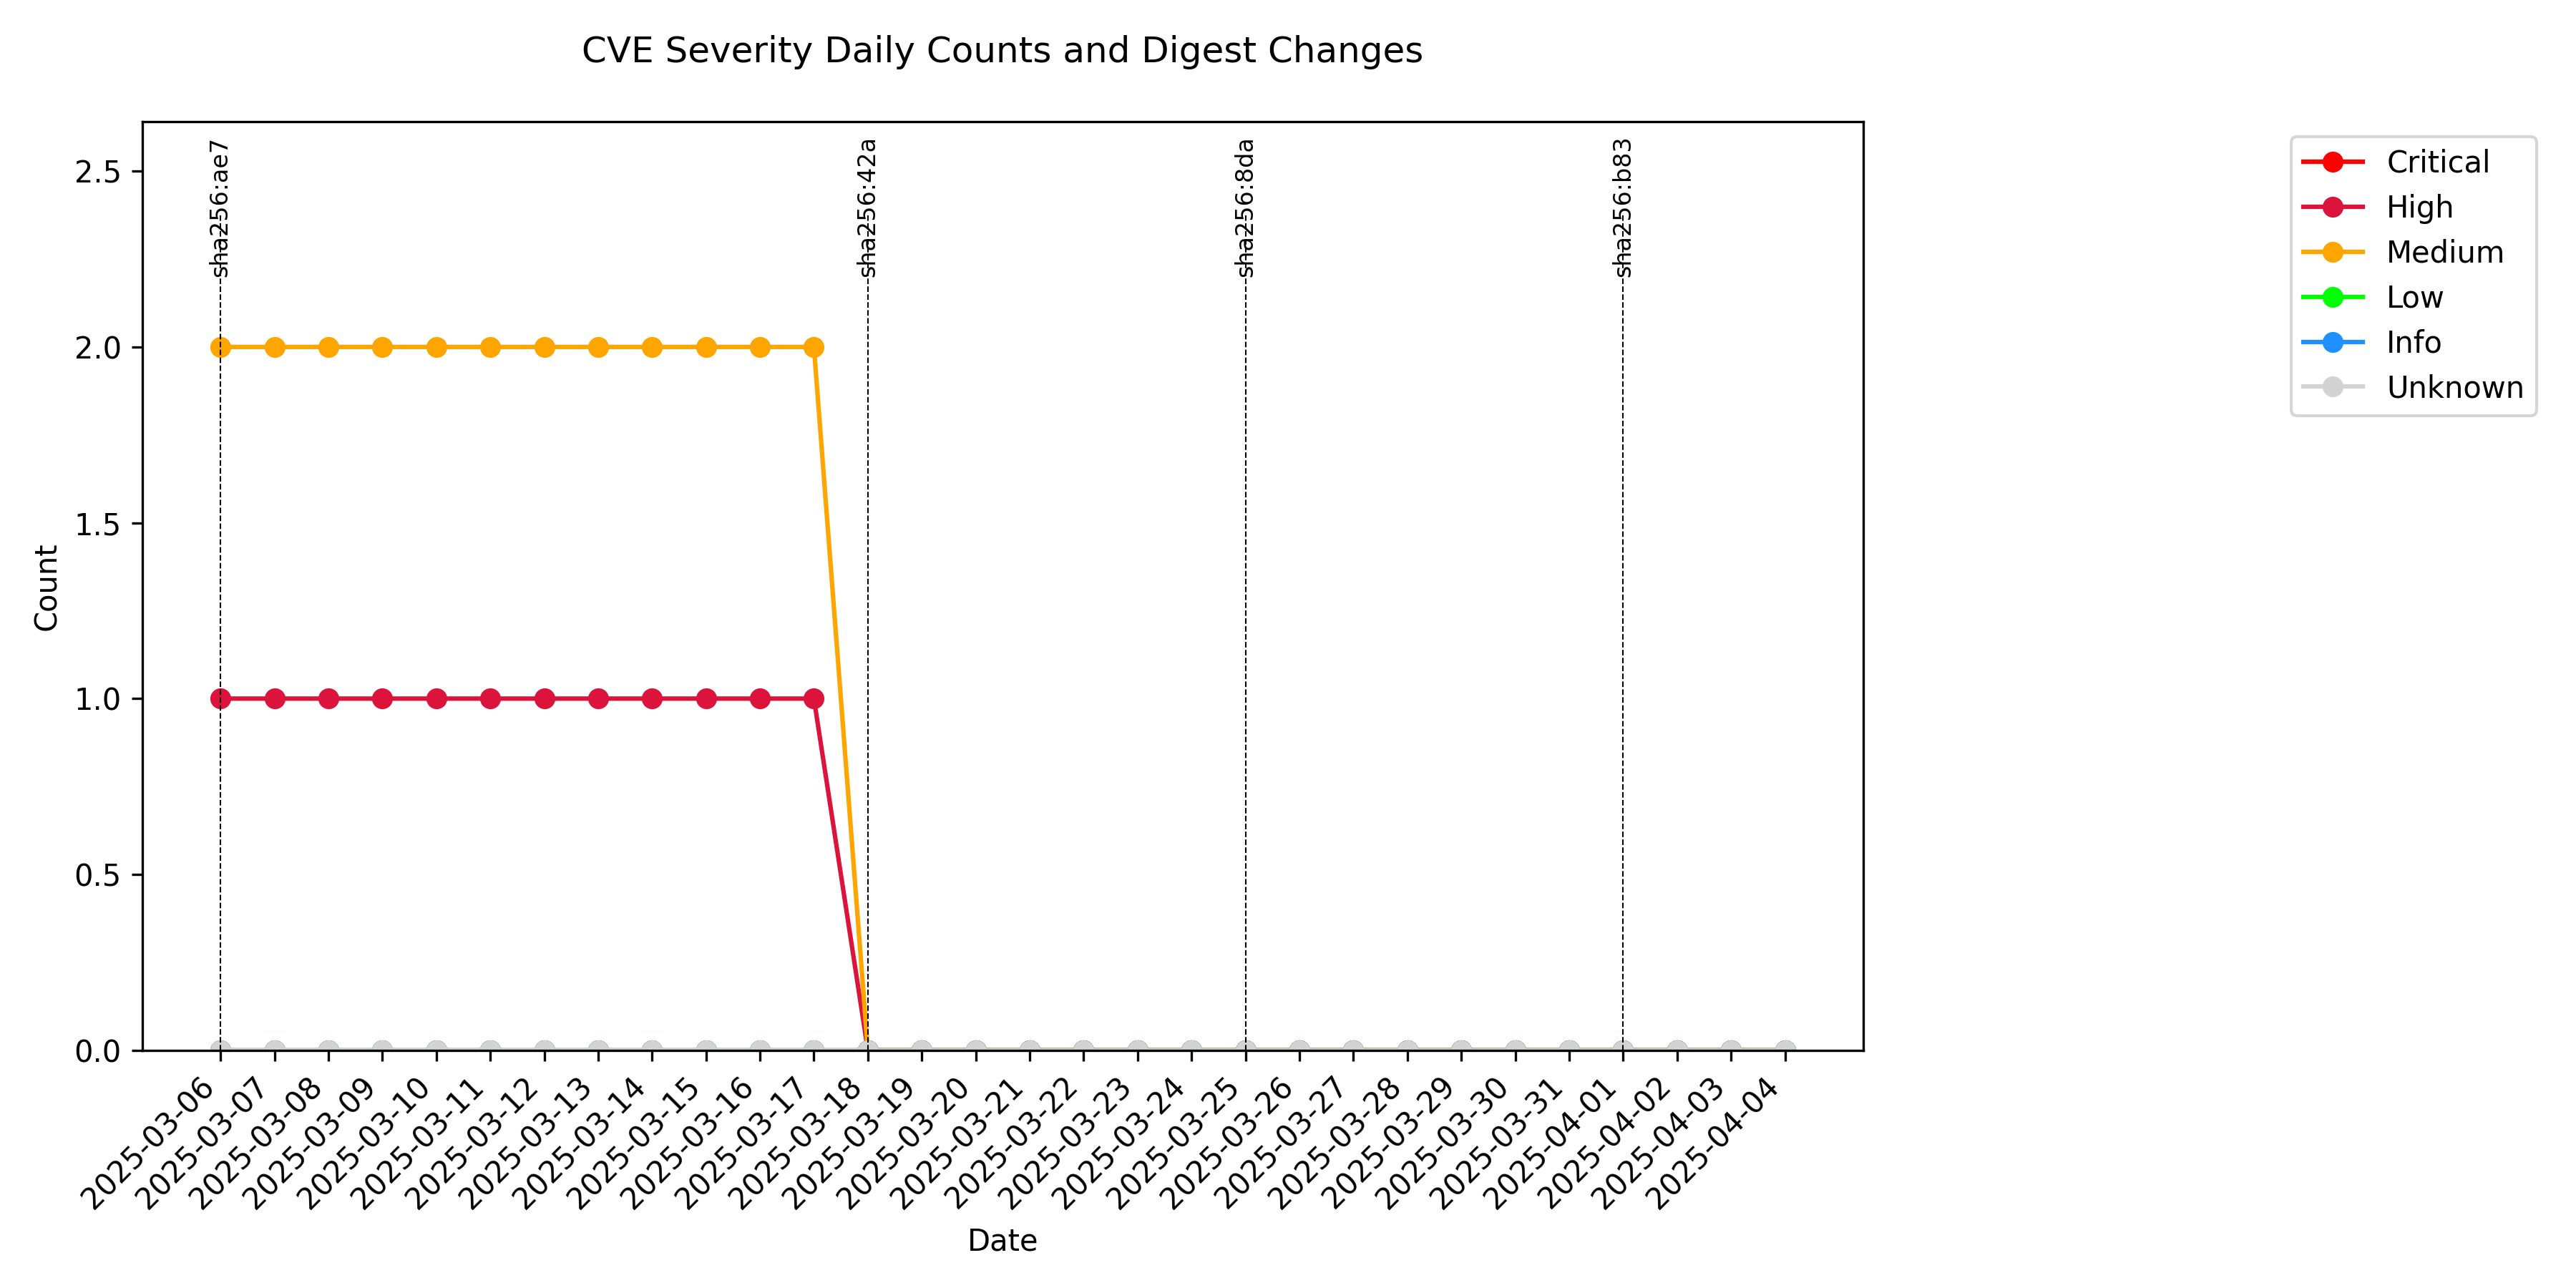 CVE Severity Daily Counts and Digest Changes
sha256:ae7
sha256:42a
sha256:8da
sha256:b83
Critical
High
Medium
Low
Info
Unknown
2.5
2.0
1.5
1.0
0.5
0.0
Count
2025-03-06
2025-03-07
2025-03-08
2025-03-09
2025-03-10
2025-03-11
2025-03-12
2025-03-13
2025-03-14
2025-03-15
2025-03-16
2025-03-17
2025-03-18
2025-03-19
2025-03-20
2025-03-21
2025-03-22
2025-03-23
2025-03-24
2025-03-25
2025-03-26
2025-03-27
2025-03-28
2025-03-29
2025-03-30
2025-03-31
2025-04-01
2025-04-02
2025-04-03
2025-04-04
Date